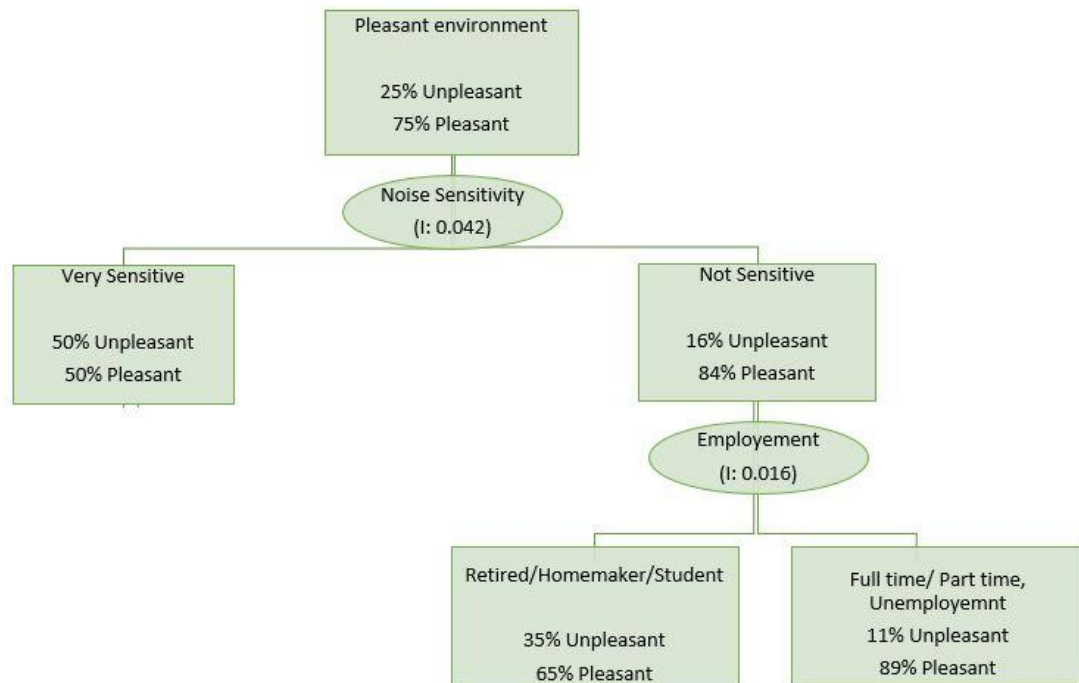 Pleasant environment
25% Unpleasant
75% Pleasant
Noise Sensitivity
(I: 0.042)
Very Sensitive
50% Unpleasant
50% Pleasant
Not Sensitive
16% Unpleasant
84% Pleasant
Employement
(I: 0.016)
Retired/Homemaker/Student
35% Unpleasant
65% Pleasant
Full time/ Part time,
Unemployemnt
11% Unpleasant
89% Pleasant